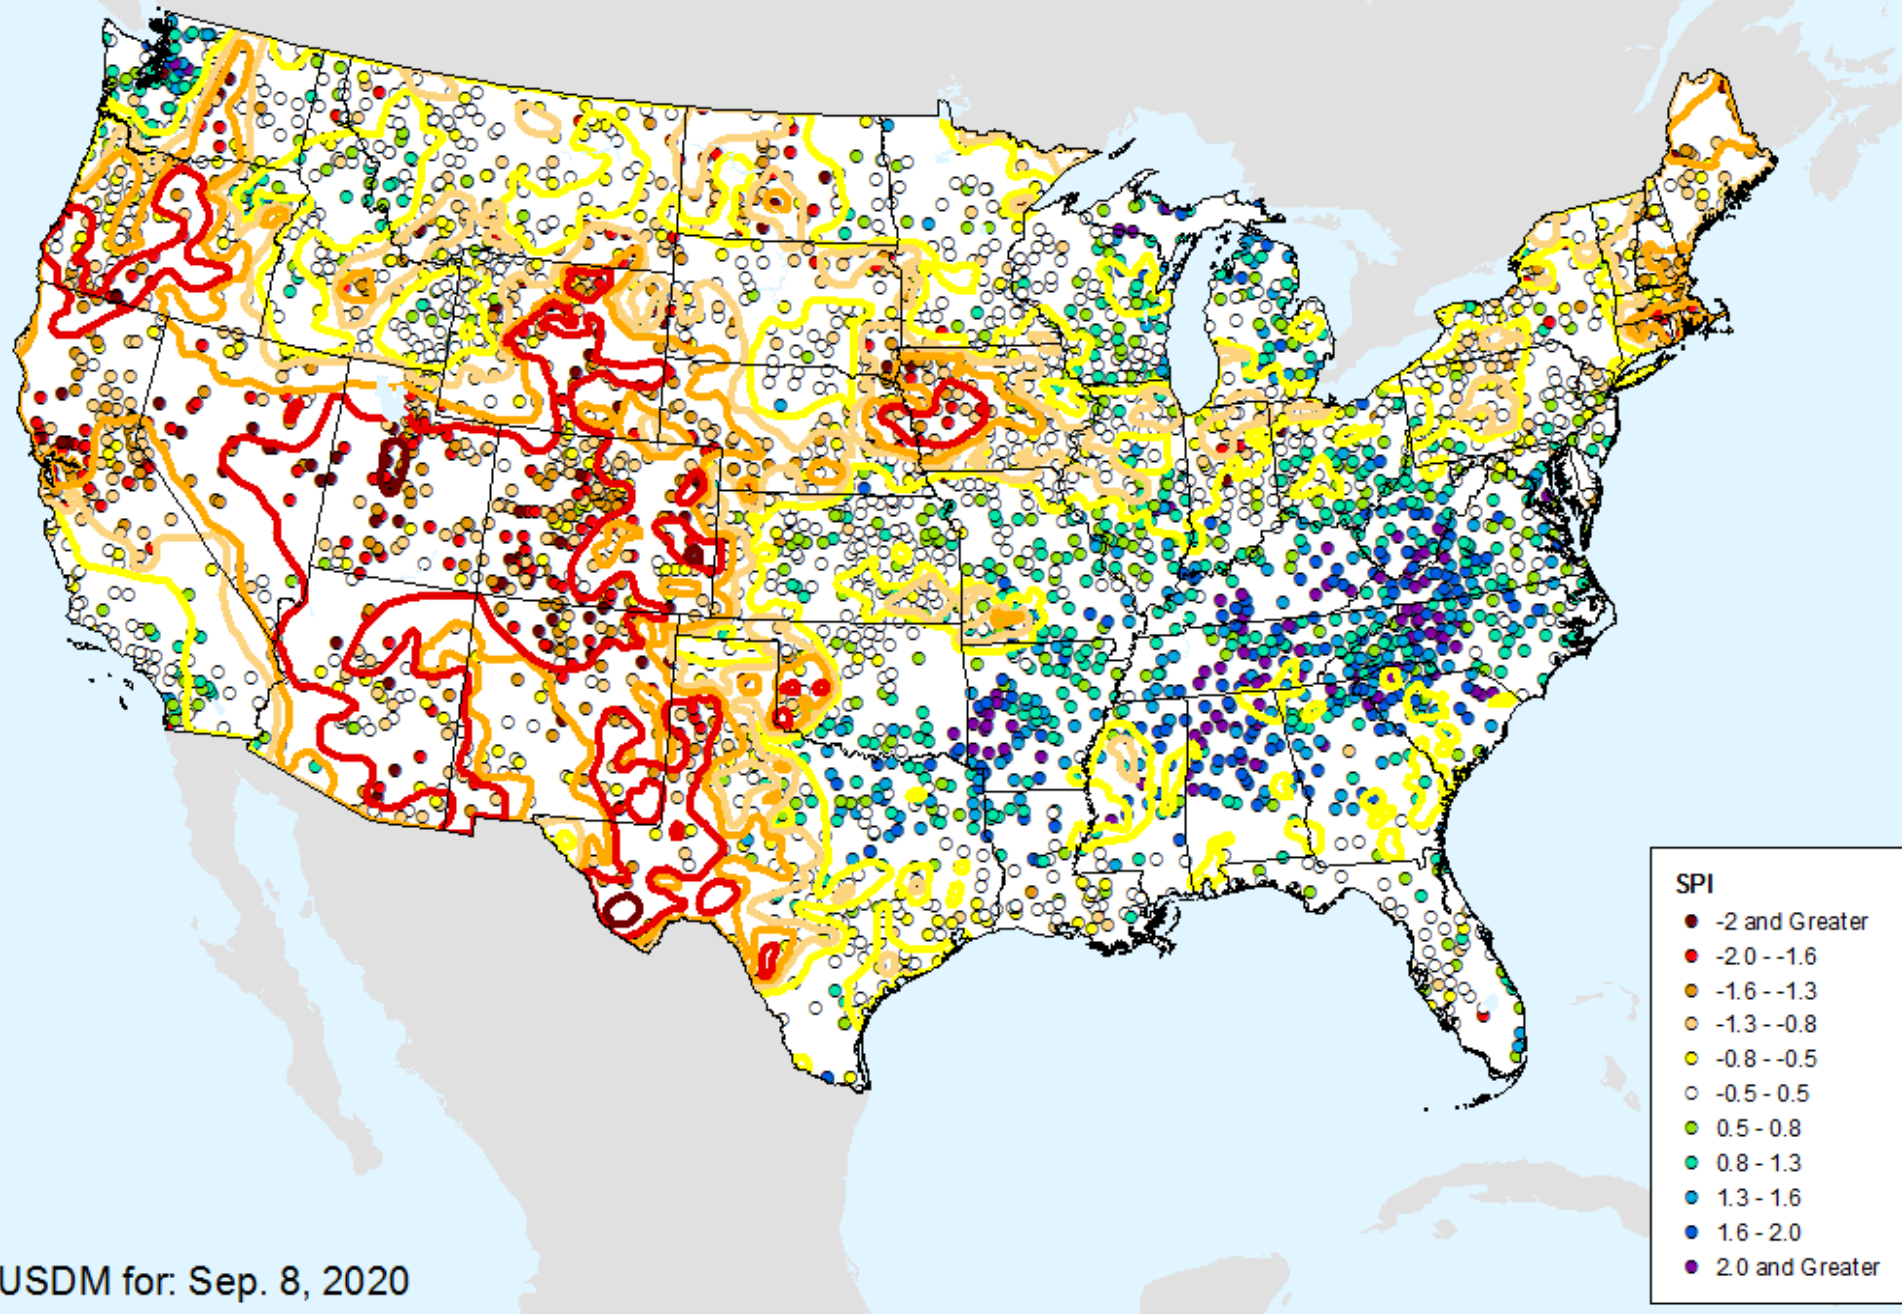 SPI
-2 and Greater
-2.0 - -1.6
-1.6 - -1.3
-1.3 - -0.8
-0.8 - -0.5
-0.5 - 0.5
0.5 - 0.8
0.8 - 1.3
1.3 - 1.6
1.6 - 2.0
2.0 and Greater
USDM for: Sep. 8, 2020